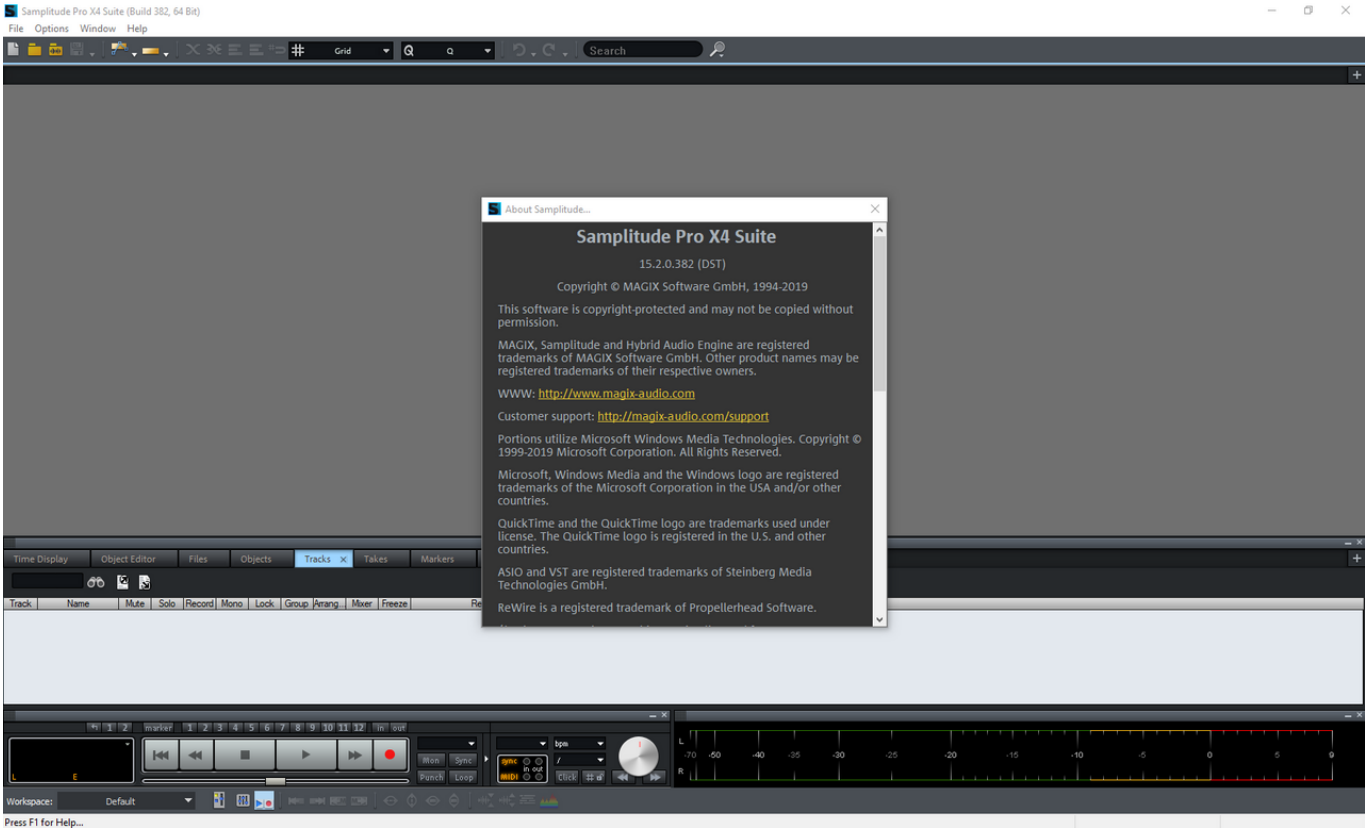 Samplitude Pro X4 Suite (Build 382, 64 Bit)
File Options Window Help
Grid Q Q Search
About Samplitude...
Samplitude Pro X4 Suite
15.2.0.382 (DST)
Copyright © MAGIX Software GmbH, 1994-2019
This software is copyright-protected and may not be copied without
permission.
MAGIX, Samplitude and Hybrid Audio Engine are registered
trademarks of MAGIX Software GmbH. Other product names may be
registered trademarks of their respective owners.
WWW: http://www.magix-audio.com
Customer support: http://magix-audio.com/support
Portions utilize Microsoft Windows Media Technologies. Copyright ©
1999-2019 Microsoft Corporation. All Rights Reserved.
Microsoft, Windows Media and the Windows logo are registered
trademarks of the Microsoft Corporation in the USA and/or other
countries.
QuickTime and the QuickTime logo are trademarks used under
license. The QuickTime logo is registered in the U.S. and other
countries.
ASIO and VST are registered trademarks of Steinberg Media
Technologies GmbH.
ReWire is a registered trademark of Propellerhead Software.
Time Display Object Editor Files Objects Tracks Takes Markers
Track Name Mute Solo Record Mono Lock Group Arrang... Mixer Freeze Re
1 2 marker 1 2 3 4 5 6 7 8 9 10 11 12 in out
L E
Mon Sync
Punch Loop
bpm
sync in out /
MIDI Click
L
-70 -60 -40 -35 -30 -25 -20 -15 -10 -5 0 5 9
R
Workspace: Default
Press F1 for Help...